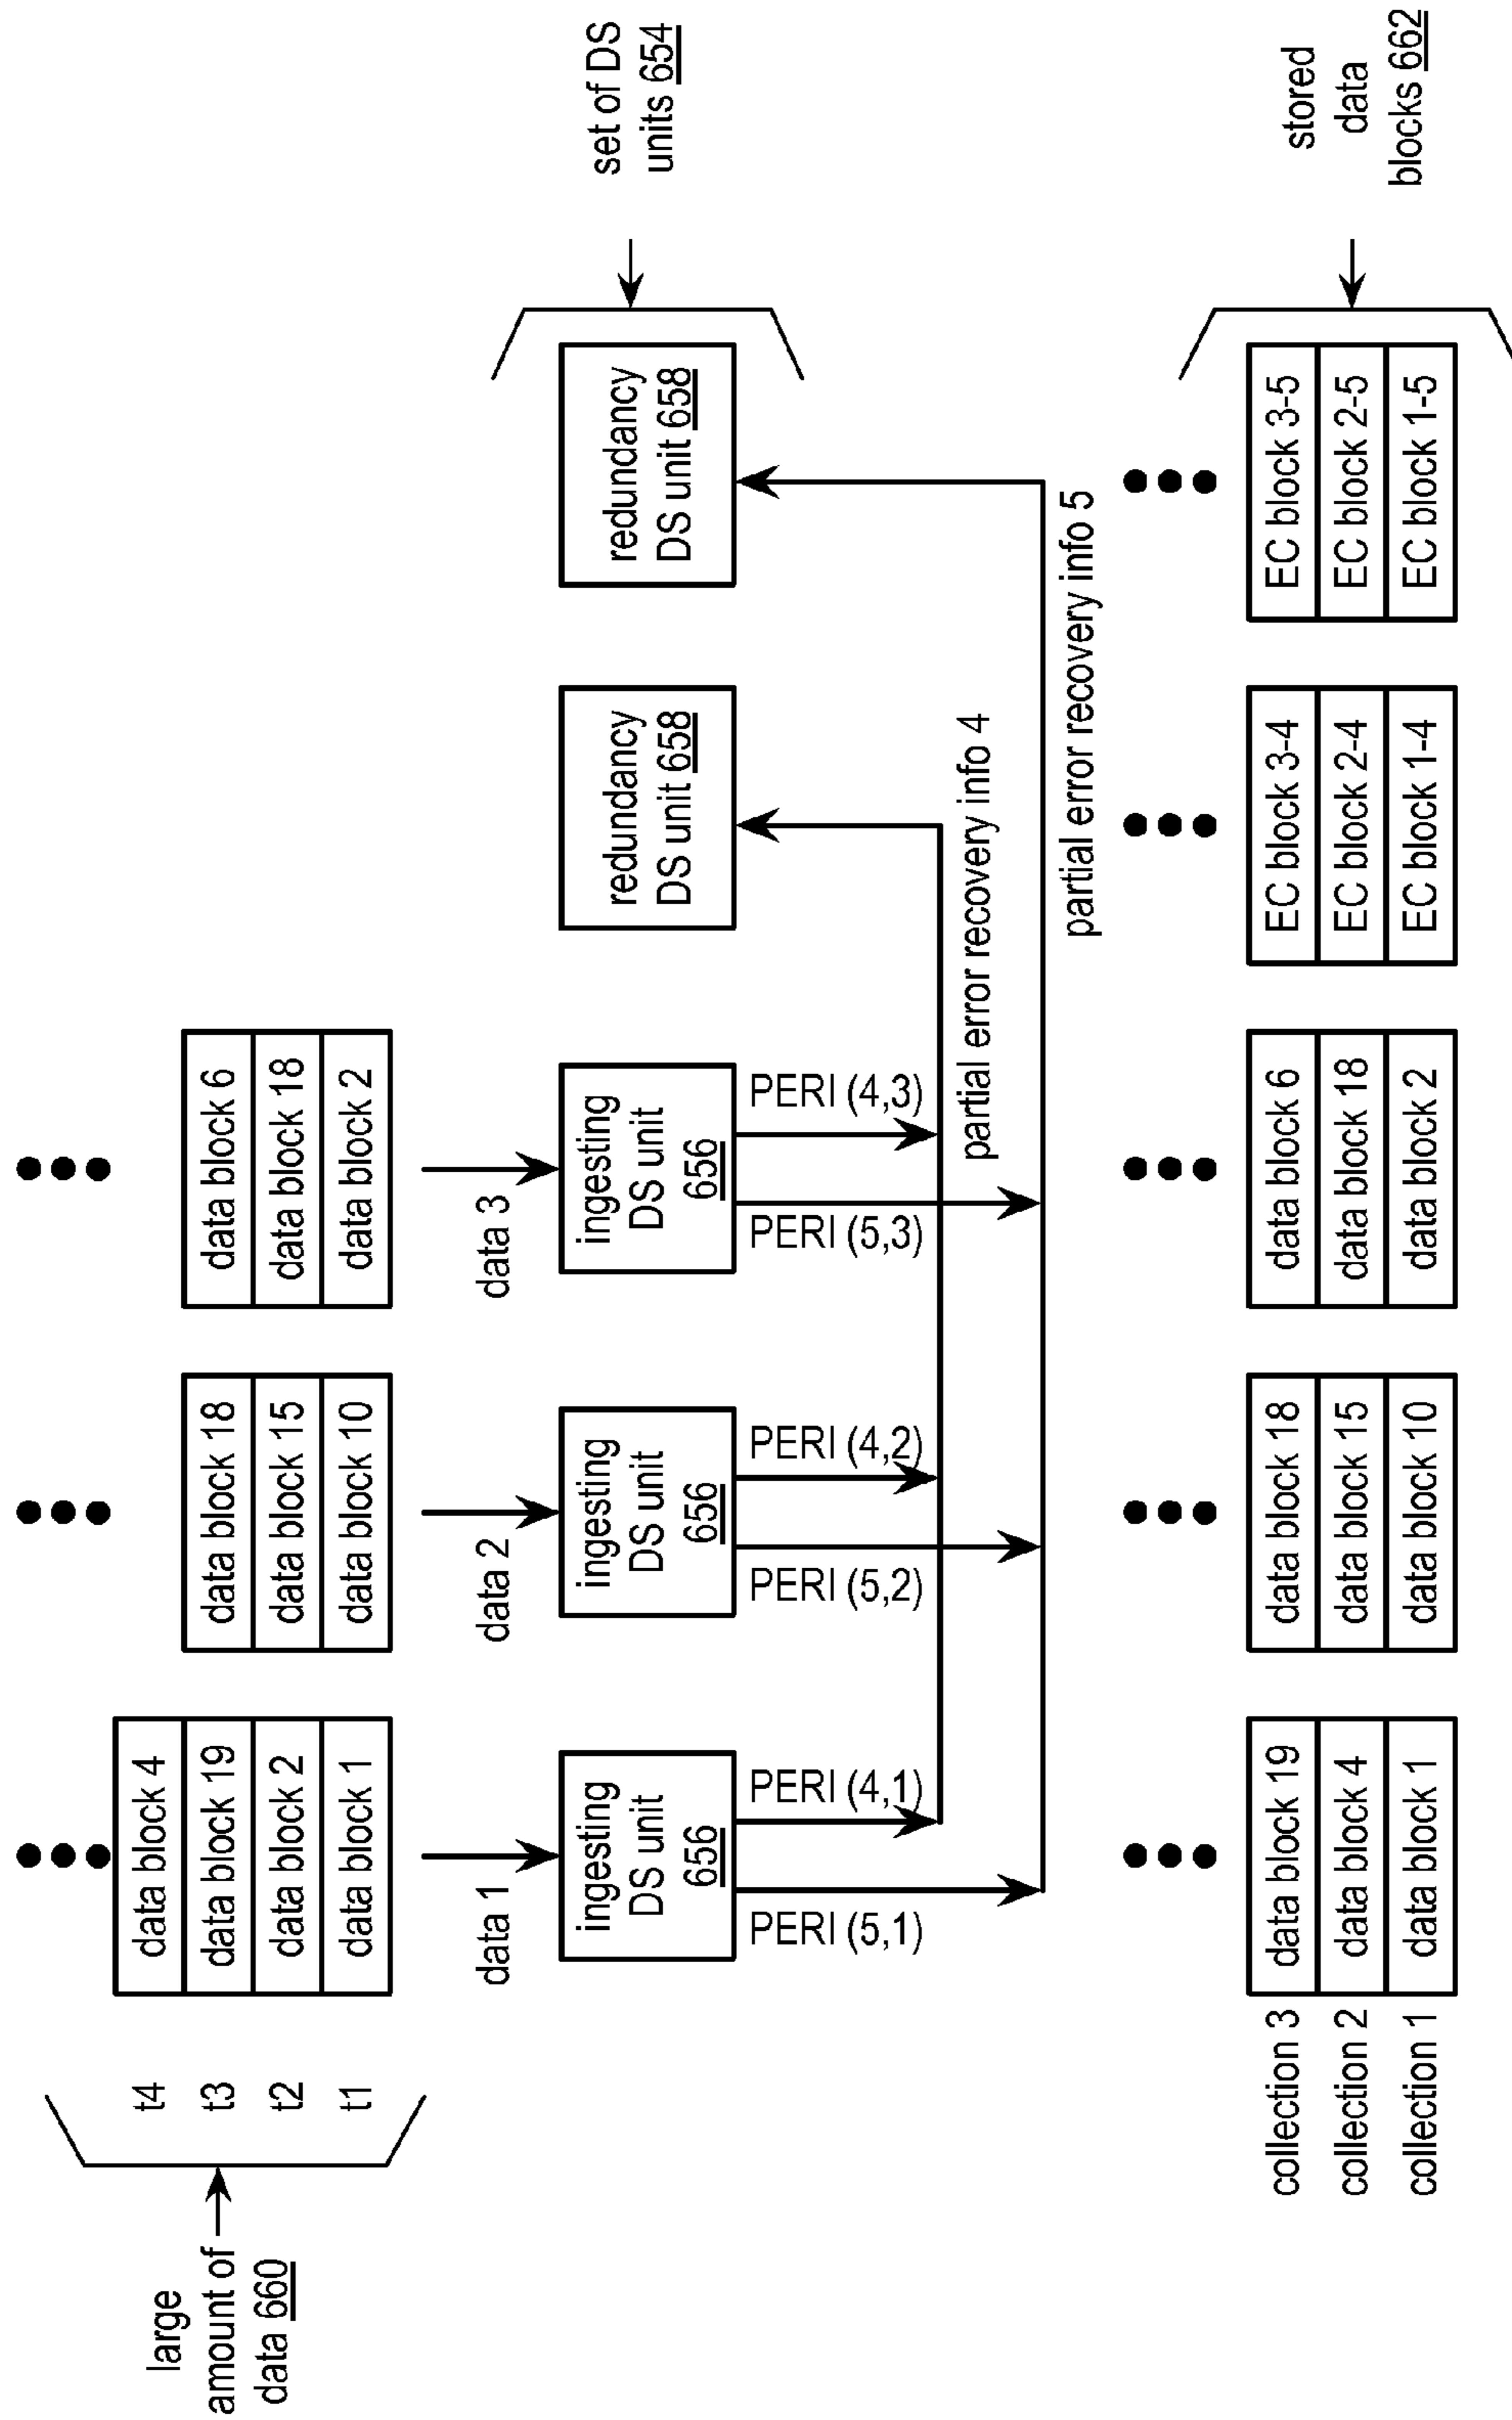 large
amount of
data 660
t4
t3
t2
t1
data block 4
data block 19
data block 2
data block 1
data block 18
data block 15
data block 10
data block 6
data block 18
data block 2
data 1
data 2
data 3
ingesting
DS unit
656
ingesting
DS unit
656
ingesting
DS unit
656
redundancy
DS unit 658
redundancy
DS unit 658
set of DS
units 654
PERI (5,1)
PERI (4,1)
PERI (5,2)
PERI (4,2)
PERI (5,3)
PERI (4,3)
partial error recovery info 4
partial error recovery info 5
collection 3
collection 2
collection 1
data block 19
data block 4
data block 1
data block 18
data block 15
data block 10
data block 6
data block 18
data block 2
EC block 3-4
EC block 2-4
EC block 1-4
EC block 3-5
EC block 2-5
EC block 1-5
stored
data
blocks 662